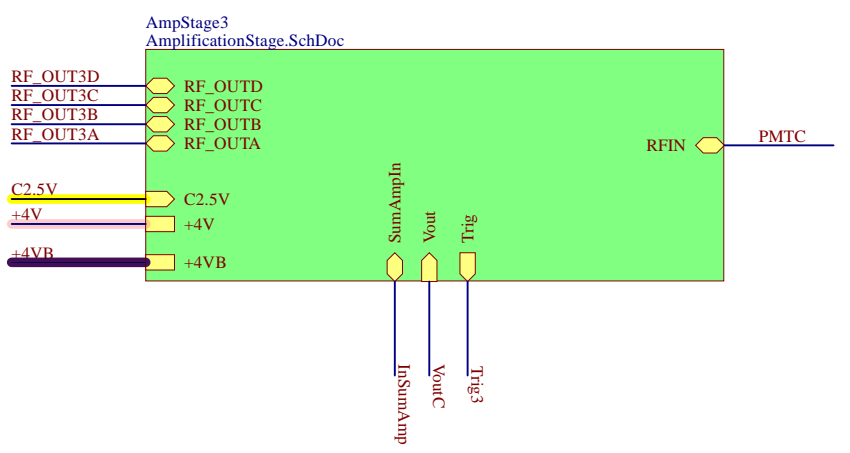 AmpStage3
AmplificationStage.SchDoc
RF_OUT3D
RF_OUTD
RF_OUT3C
RF_OUTC
RF_OUT3B
RF_OUTB
RF_OUT3A
RF_OUTA
RFIN
PMTC
C2.5V
C2.5V
+4V
+4V
+4VB
+4VB
SumAmpIn
Vout
Trig
InSumAmp
VoutC
Trig3